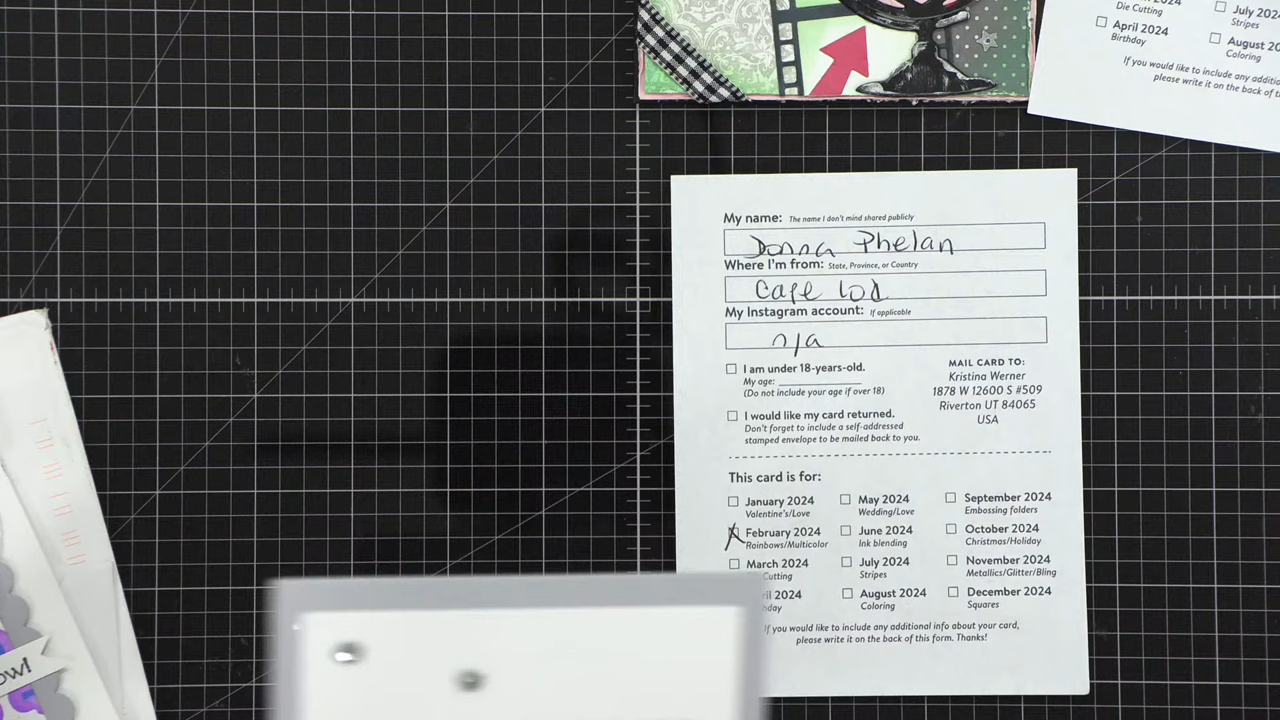 Die Cutting
July 202
Stripes
April 2024
Birthday
August 20
Coloring
If you would like to include any additional
please write it on the back of
My name: The name I don't mind shared publicly
Donna Phelan
Where I'm from: State, Province, or Country
Cape Cod
My Instagram account: If applicable
n/a
I am under 18-years-old.
My age:
(Do not include your age if over 18)
I would like my card returned.
Don't forget to include a self-addressed
stamped envelope to be mailed back to you.
MAIL CARD TO:
Kristina Werner
1878 W 12600 S #509
Riverton UT 84065
USA
This card is for:
January 2024
Valentine's/Love
May 2024
Wedding/Love
September 2024
Embossing folders
X February 2024
Rainbows/Multicolor
June 2024
Ink blending
October 2024
Christmas/Holiday
March 2024
Cutting
July 2024
Stripes
November 2024
Metallics/Glitter/Bling
il 2024
hday
August 2024
Coloring
December 2024
Squares
If you would like to include any additional info about your card,
please write it on the back of this form. Thanks!
ow!